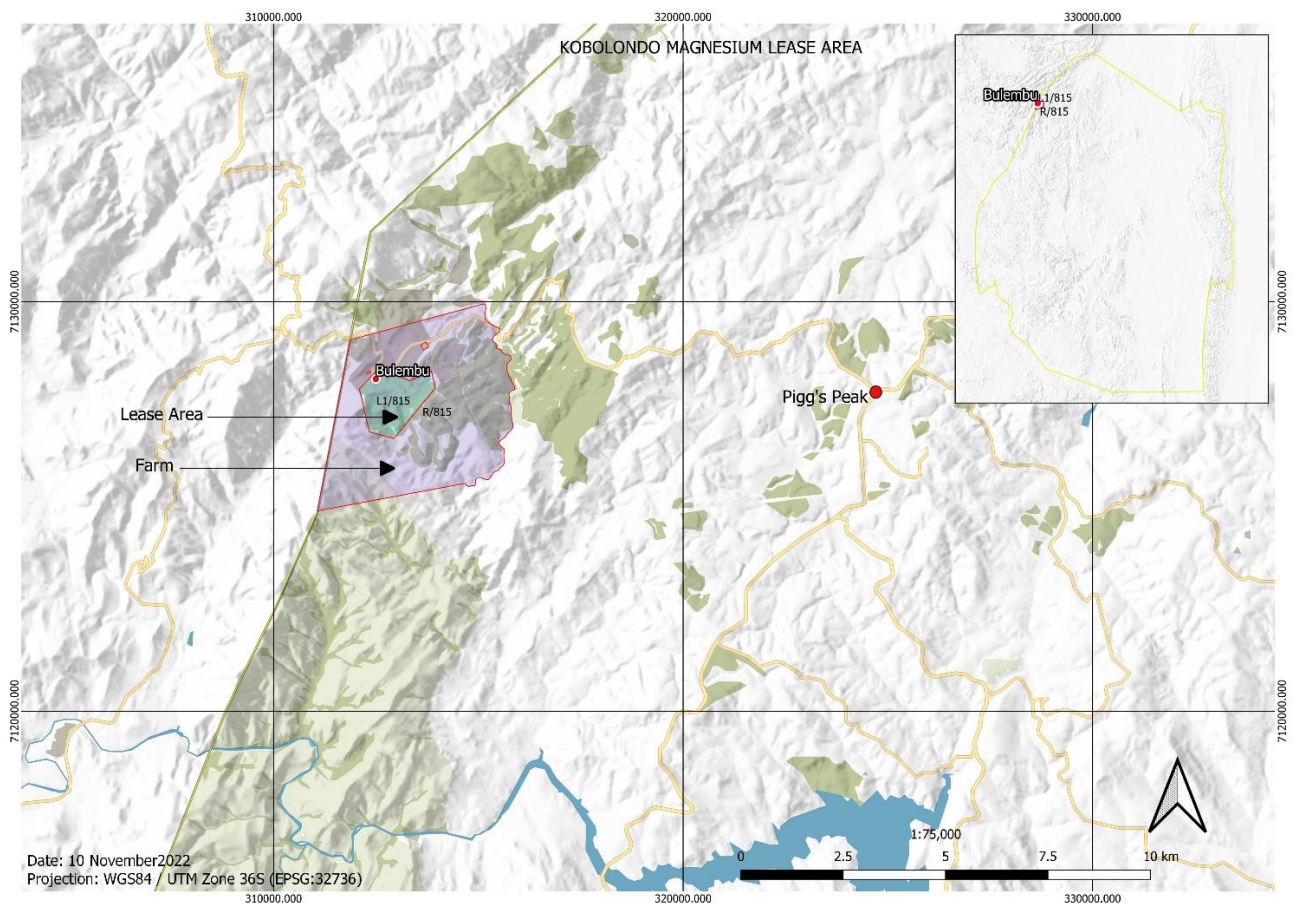 310000.000
320000.000
330000.000
KOBOLONDO MAGNESIUM LEASE AREA
Bulembu
L1/815
R/815
7130000.000
7130000.000
Bulembu
L1/815
R/815
Lease Area
Farm
Pigg's Peak
7120000.000
7120000.000
1:75,000
0 2.5 5 7.5 10 km
Date: 10 November2022
Projection: WGS84 / UTM Zone 36S (EPSG:32736)
310000.000
320000.000
330000.000